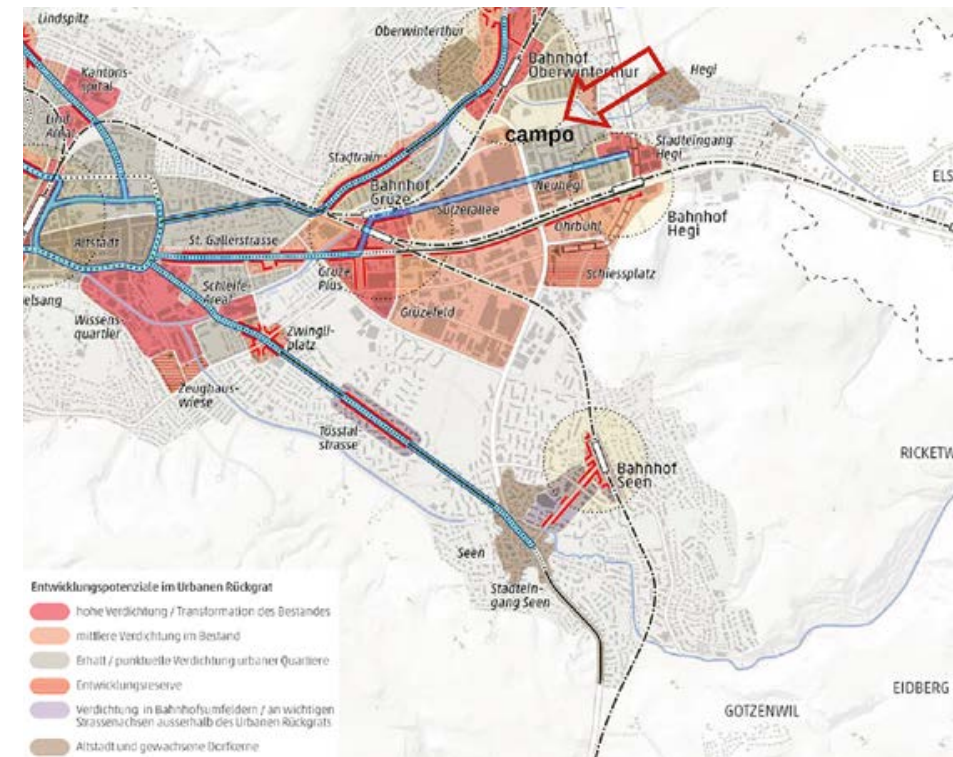 Lindspitz
Oberwinterthur
Kantons-
spital
Bahnhof
Oberwinterthur
Hegi
Lind
Areal
campo
Stadteingang
Hegi
Stadtrain
Bahnhof
Grüze
Neuhegi
ELS
Sulzerallee
Ohrbühl
Bahnhof
Hegi
Altstadt
St. Gallerstrasse
Grüze
Plus
Schiesplatz
Schleife-
Areal
Grüzefeld
elsang
Wissens-
quartier
Zwingli-
platz
Zeughaus-
wiese
Tösstal-
strasse
Bahnhof
Seen
RICKETW
Seen
Stadtein-
gang Seen
EIDBERG
GOTZENWIL
Entwicklungspotenziale im Urbanen Rückgrat
hohe Verdichtung / Transformation des Bestandes
mittlere Verdichtung im Bestand
Erhalt / punktuelle Verdichtung urbaner Quartiere
Entwicklungsreserve
Verdichtung in Bahnhofsumfeldern / an wichtigen
Strassenachsen ausserhalb des Urbanen Rückgrats
Altstadt und gewachsene Dorfkerne